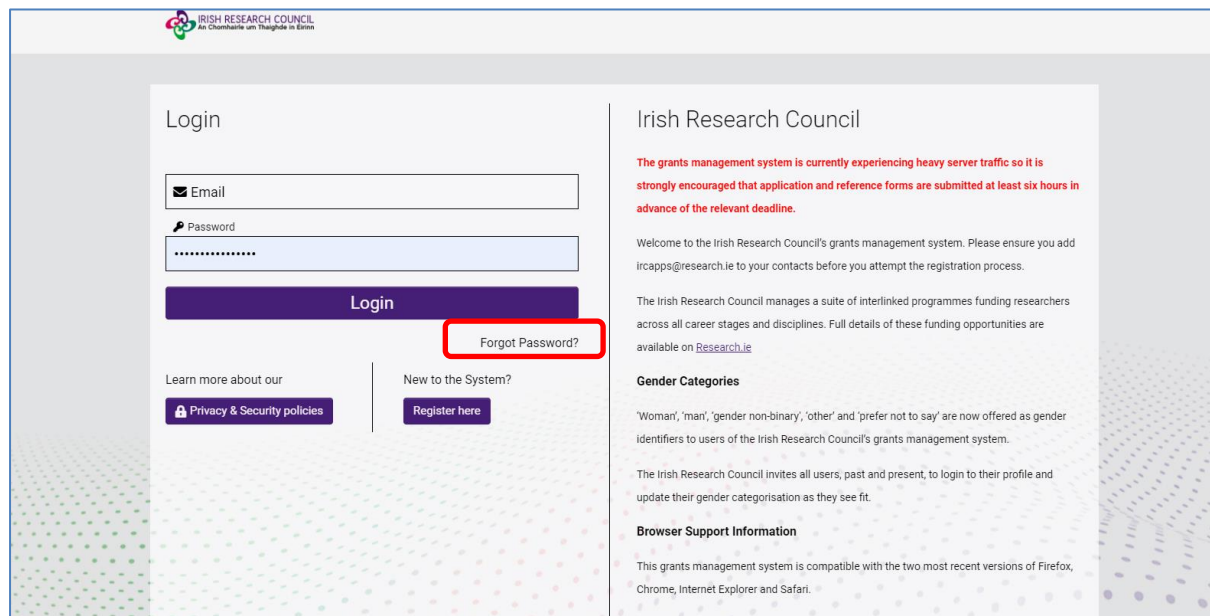 IRISH RESEARCH COUNCIL
An Chomhairle um Thaighde in Éirinn
Login
Email
Password
Login
Forgot Password?
Learn more about our
Privacy & Security policies
New to the System?
Register here
Irish Research Council
The grants management system is currently experiencing heavy server traffic so it is
strongly encouraged that application and reference forms are submitted at least six hours in
advance of the relevant deadline.
Welcome to the Irish Research Council's grants management system. Please ensure you add
ircapps@research.ie to your contacts before you attempt the registration process.
The Irish Research Council manages a suite of interlinked programmes funding researchers
across all career stages and disciplines. Full details of these funding opportunities are
available on Research.ie
Gender Categories
'Woman', 'man', 'gender non-binary', 'other' and 'prefer not to say' are now offered as gender
identifiers to users of the Irish Research Council's grants management system.
The Irish Research Council invites all users, past and present, to login to their profile and
update their gender categorisation as they see fit.
Browser Support Information
This grants management system is compatible with the two most recent versions of Firefox,
Chrome, Internet Explorer and Safari.